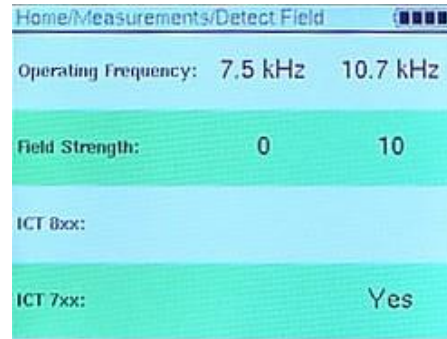 Home/Measurements/Detect Field
Operating Frequency: 7.5 kHz 10.7 kHz
Field Strength: 0 10
ICT 8xx:
ICT 7xx: Yes